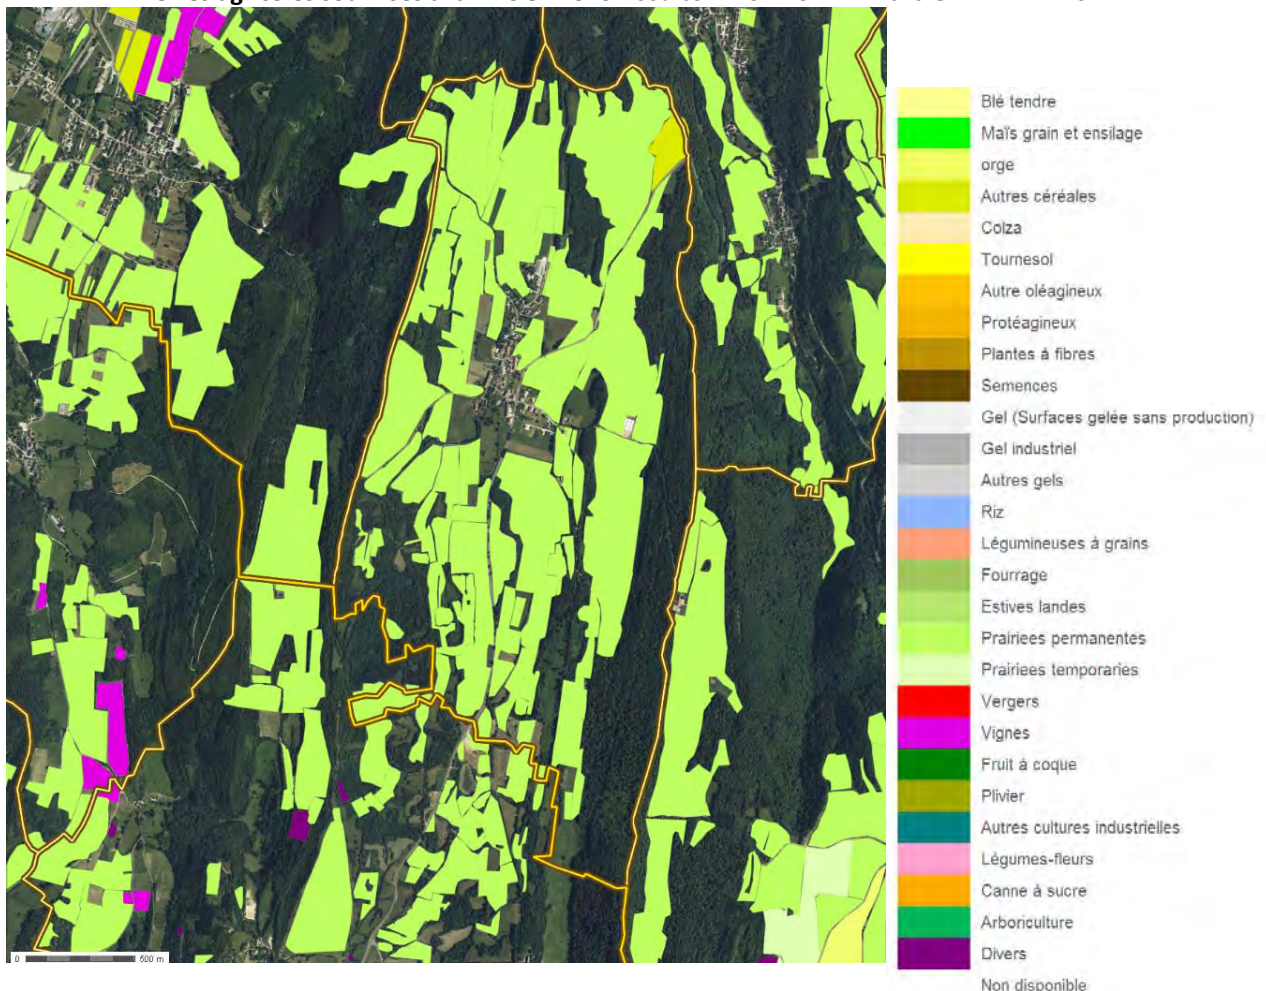 Blé tendre
Maïs grain et ensilage
orge
Autres céréales
Colza
Tournesol
Autre oléagineux
Protéagineux
Plantes à fibres
Semences
Gel (Surfaces gelée sans production)
Gel industriel
Autres gels
Riz
Légumineuses à grains
Fourrage
Estives landes
Prairiees permanentes
Prairiees temporaries
Vergers
Vignes
Fruit à coque
Plivier
Autres cultures industrielles
Légumes-fleurs
Canne à sucre
Arboriculture
Divers
Non disponible
0 500 m